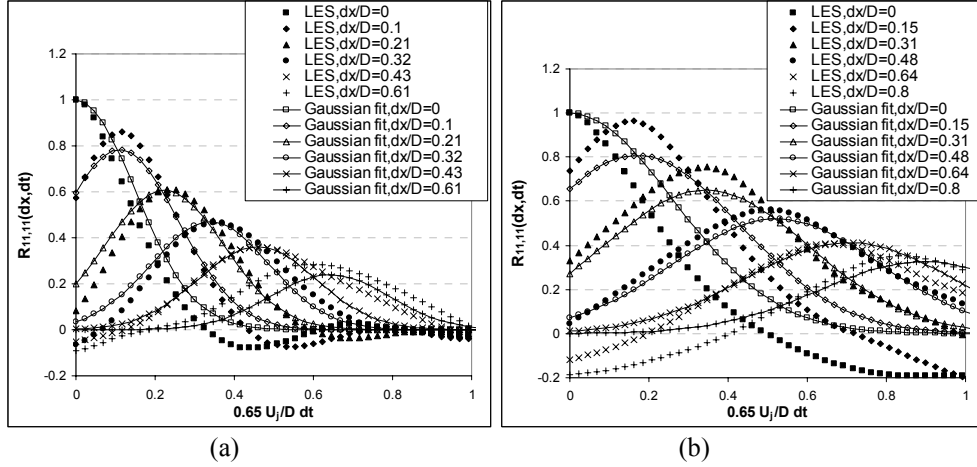 LES,dx/D=0
LES,dx/D=0.1
LES,dx/D=0.21
LES,dx/D=0.32
LES,dx/D=0.43
LES,dx/D=0.61
Gaussian fit,dx/D=0
Gaussian fit,dx/D=0.1
Gaussian fit,dx/D=0.21
Gaussian fit,dx/D=0.32
Gaussian fit,dx/D=0.43
Gaussian fit,dx/D=0.61
1.2
1
0.8
0.6
0.4
0.2
0
-0.2
R11,11(dx,dt)
0 0.2 0.4 0.6 0.8 1
0.65 Uj/D dt
(a)
LES,dx/D=0
LES,dx/D=0.15
LES,dx/D=0.31
LES,dx/D=0.48
LES,dx/D=0.64
LES,dx/D=0.8
Gaussian fit,dx/D=0
Gaussian fit,dx/D=0.15
Gaussian fit,dx/D=0.31
Gaussian fit,dx/D=0.48
Gaussian fit,dx/D=0.64
Gaussian fit,dx/D=0.8
1.2
1
0.8
0.6
0.4
0.2
0
-0.2
R11,11(dx,dt)
0 0.2 0.4 0.6 0.8 1
0.65 Uj/D dt
(b)